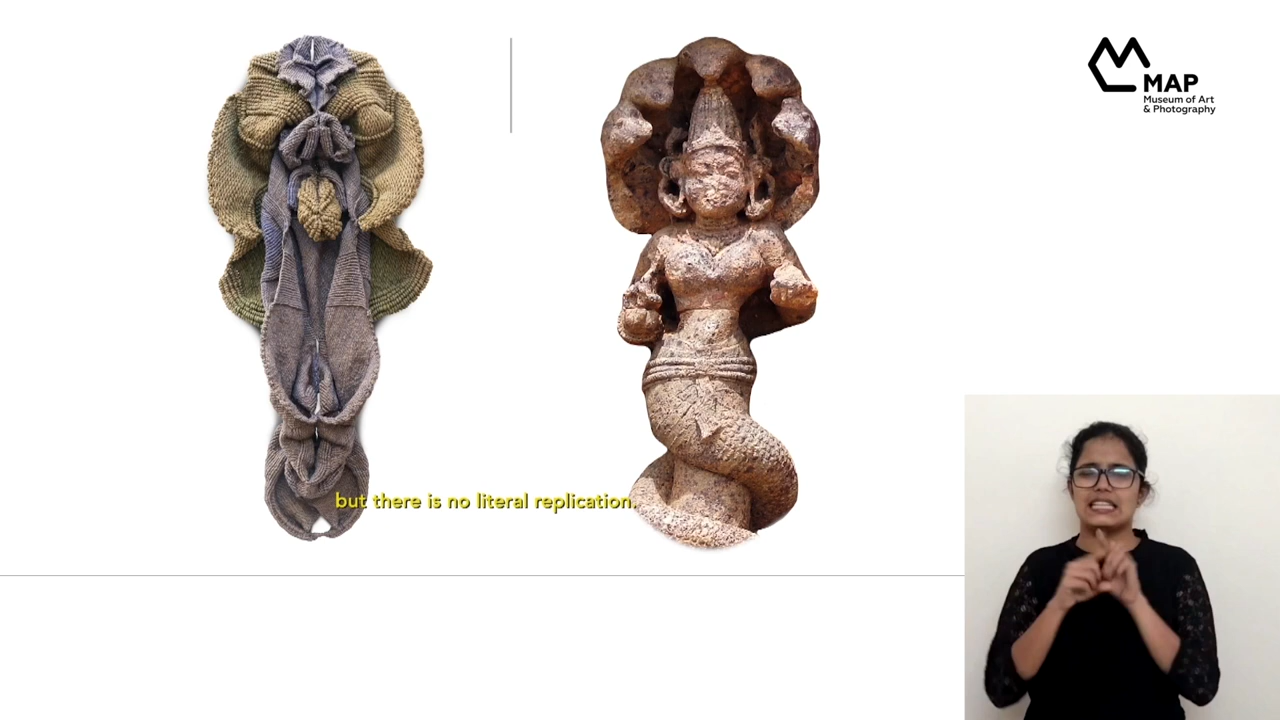 MAP
Museum of Art
& Photography
but there is no literal replication.